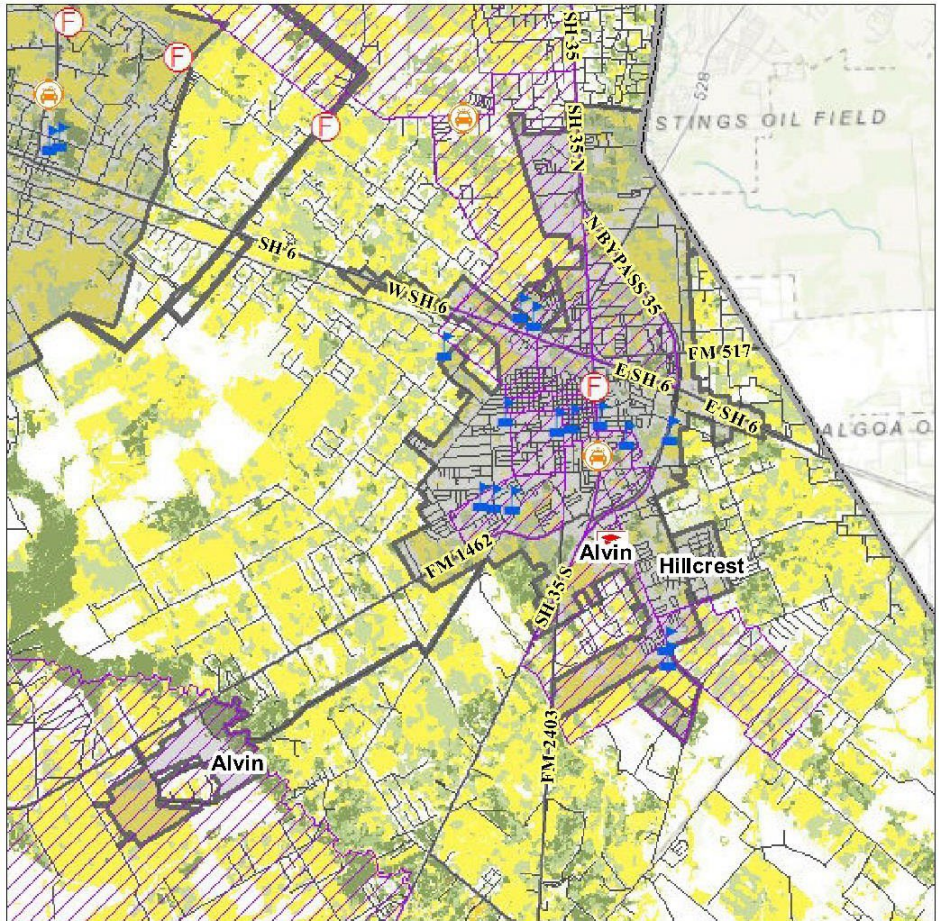 F
F
F
SH 35
528
STINGS OIL FIELD
SH 35 N
N BYPASS 35
SH 6
W SH 6
FM 517
E SH 6
F
E SH 6
ALGOA O
FM 1462
Alvin
Hillcrest
SH 35 S
FM 2403
Alvin